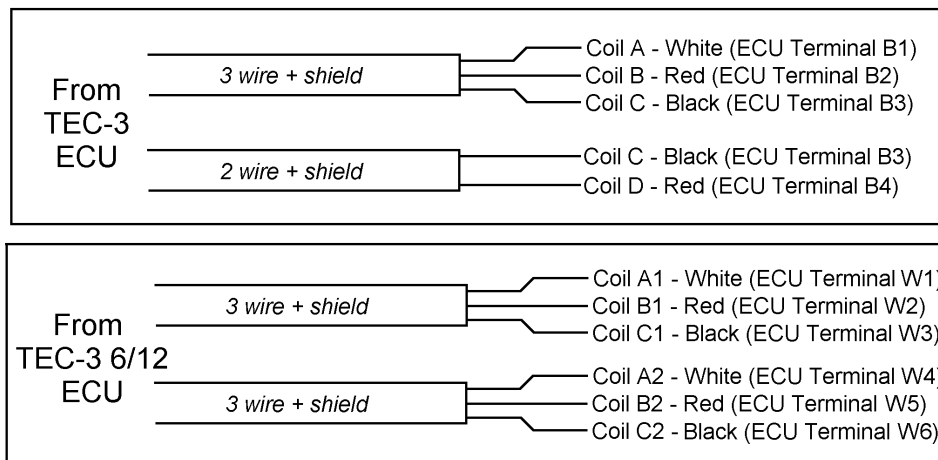 From
TEC-3
ECU
3 wire + shield
Coil A - White (ECU Terminal B1)
Coil B - Red (ECU Terminal B2)
Coil C - Black (ECU Terminal B3)
2 wire + shield
Coil C - Black (ECU Terminal B3)
Coil D - Red (ECU Terminal B4)
From
TEC-3 6/12
ECU
3 wire + shield
Coil A1 - White (ECU Terminal W1)
Coil B1 - Red (ECU Terminal W2)
Coil C1 - Black (ECU Terminal W3)
3 wire + shield
Coil A2 - White (ECU Terminal W4)
Coil B2 - Red (ECU Terminal W5)
Coil C2 - Black (ECU Terminal W6)